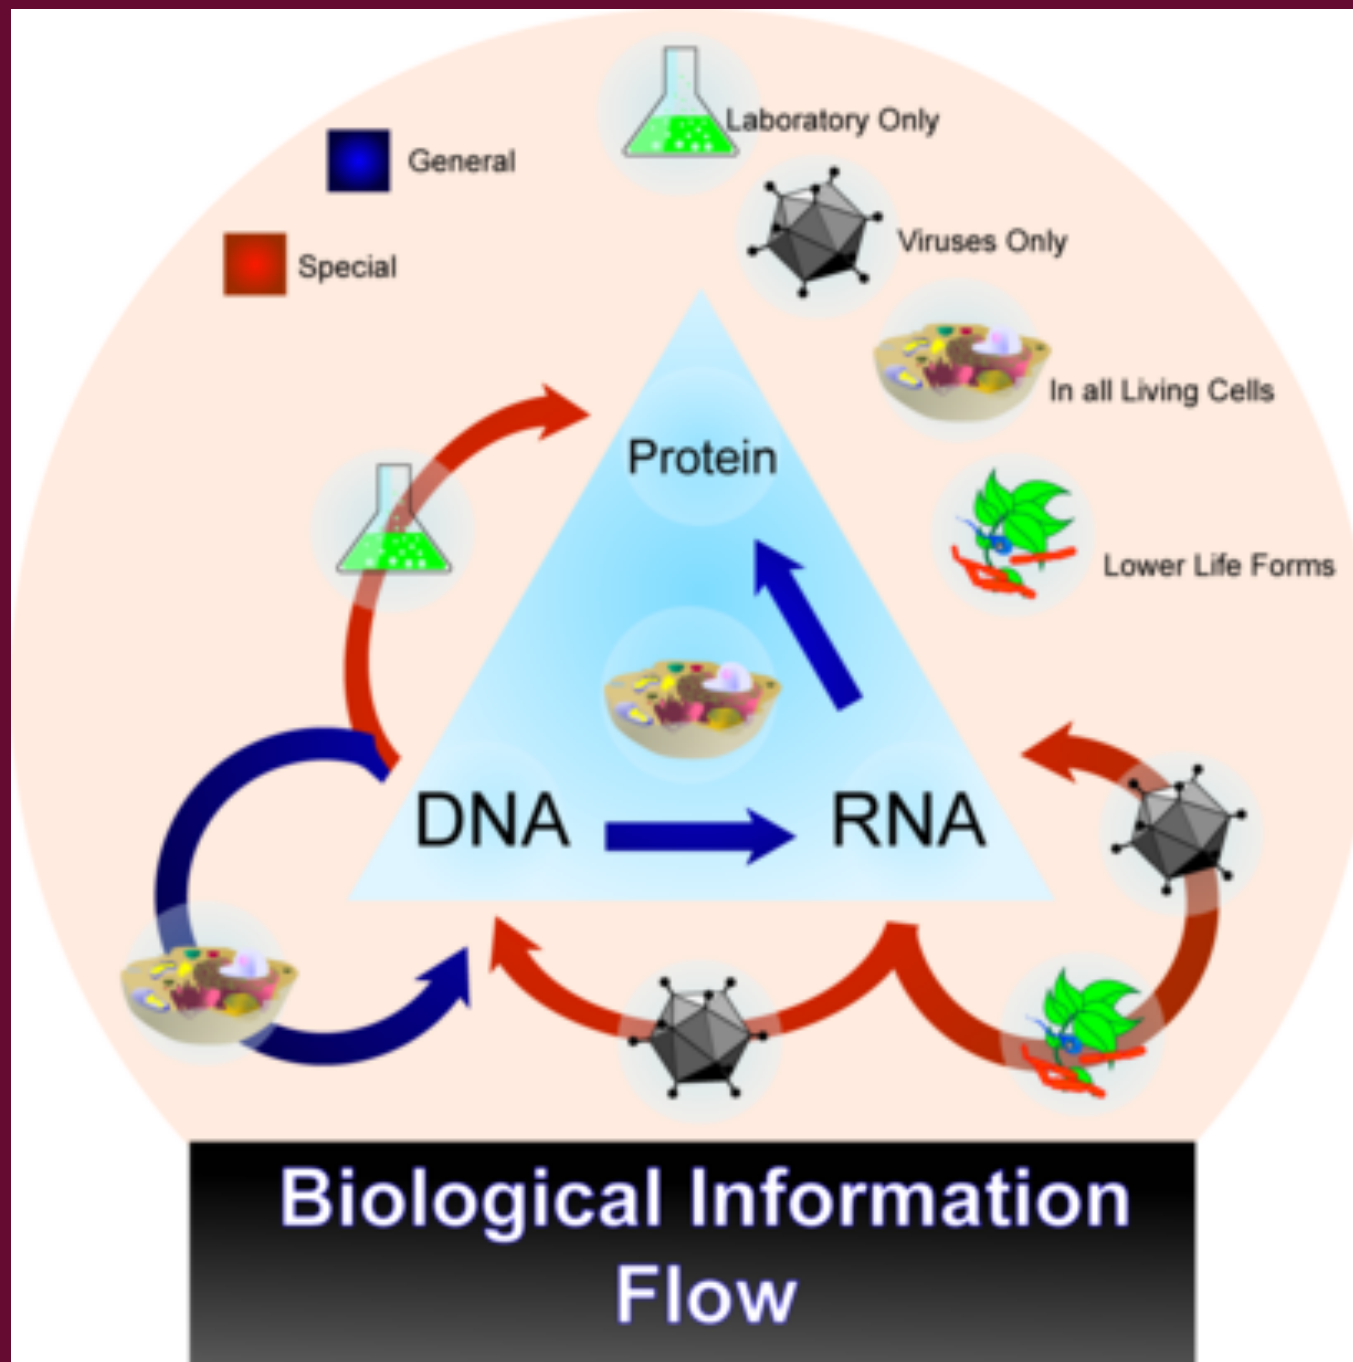 Laboratory Only
General
Viruses Only
Special
In all Living Cells
Protein
Lower Life Forms
DNA
RNA
Biological Information
Flow